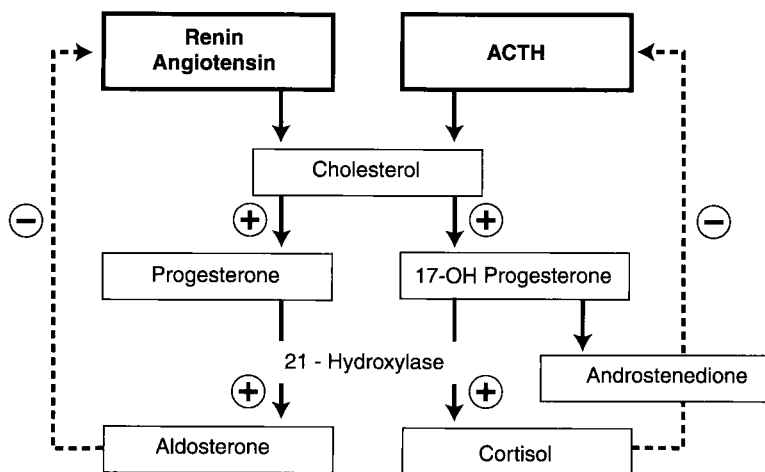 Renin
Angiotensin
ACTH
Cholesterol
+
+
−
−
Progesterone
17-OH Progesterone
21 - Hydroxylase
Androstenedione
+
+
Aldosterone
Cortisol